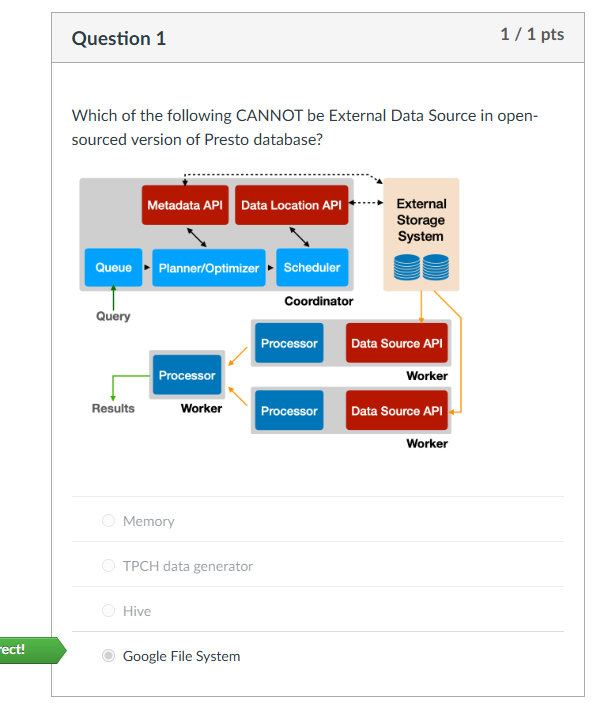 Question 1
1 / 1 pts
Which of the following CANNOT be External Data Source in open-
sourced version of Presto database?
Metadata API
Data Location API
External
Storage
System
Queue
Planner/Optimizer
Scheduler
Coordinator
Query
Processor
Data Source API
Worker
Processor
Results
Worker
Processor
Data Source API
Worker
Memory
TPCH data generator
Hive
rect!
Google File System